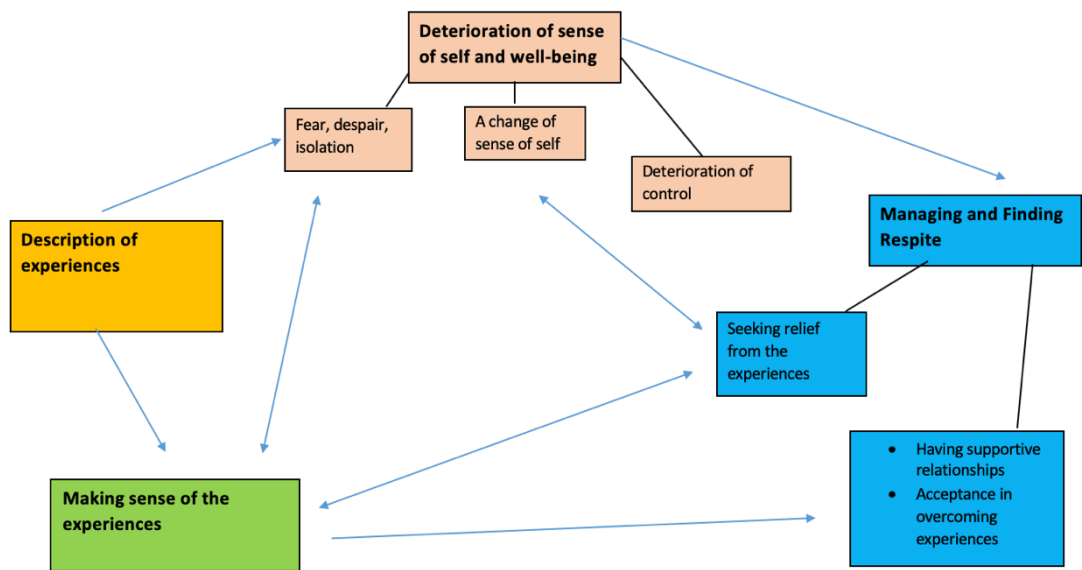 Deterioration of sense
of self and well-being
Fear, despair,
isolation
A change of
sense of self
Deterioration of
control
Managing and Finding
Respite
Description of
experiences
Seeking relief
from the
experiences
• Having supportive
relationships
• Acceptance in
overcoming
experiences
Making sense of the
experiences